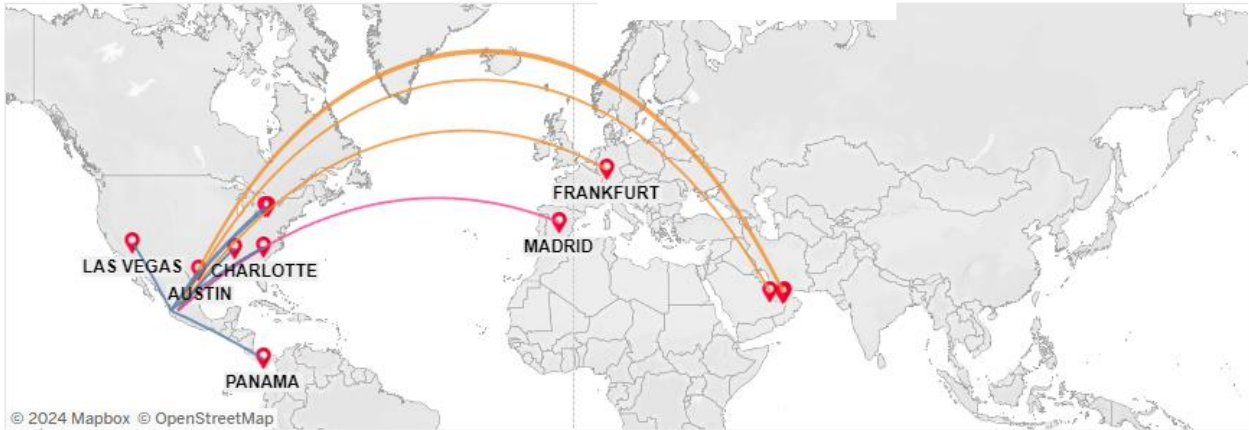 FRANKFURT
MADRID
LAS VEGAS
CHARLOTTE
AUSTIN
PANAMA
© 2024 Mapbox © OpenStreetMap